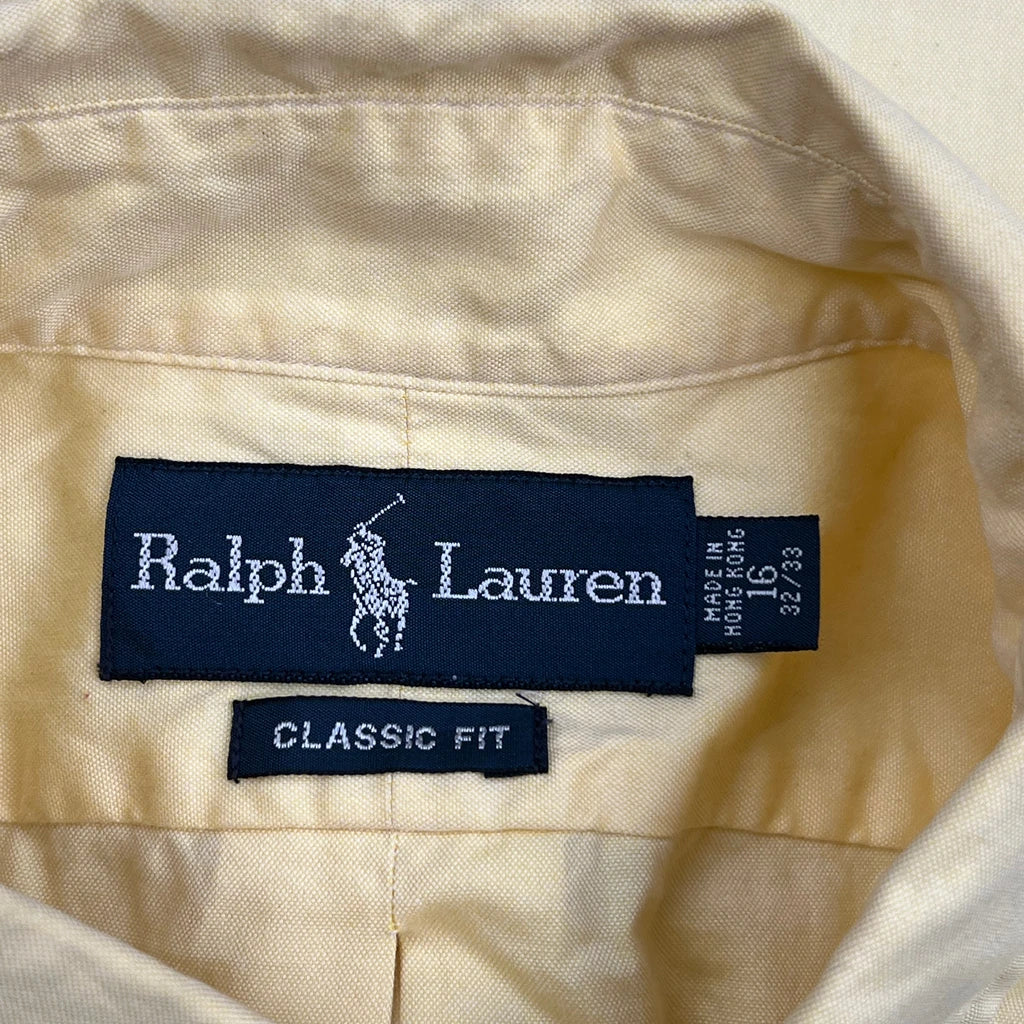 Ralph Lauren
MADE IN
HONG KONG
16
32/33
CLASSIC FIT